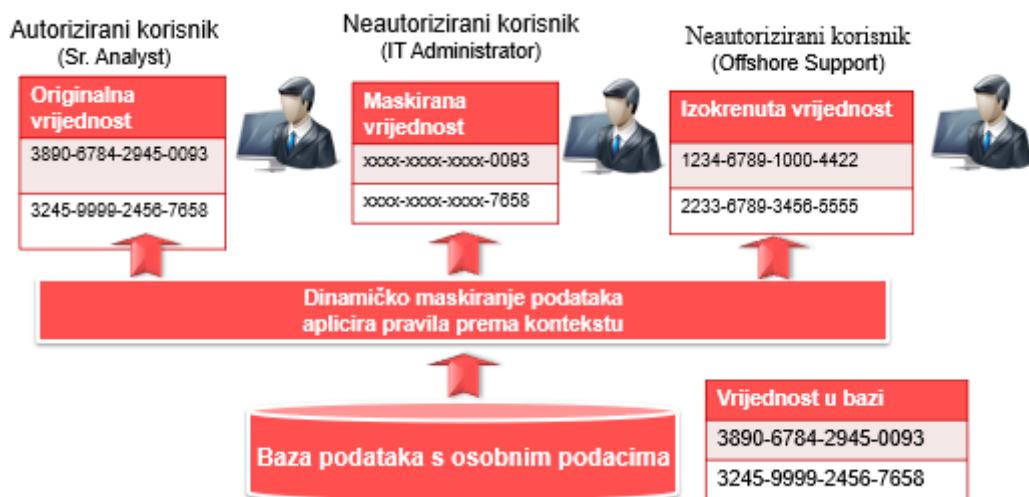 Autorizirani korisnik
(Sr. Analyst)
Originalna
vrijednost
3890-6784-2945-0093
3245-9999-2456-7658
Neautorizirani korisnik
(IT Administrator)
Maskirana
vrijednost
xxxx-xxxx-xxxx-0093
xxxx-xxxx-xxxx-7658
Neautorizirani korisnik
(Offshore Support)
Izokrenuta vrijednost
1234-6789-1000-4422
2233-6789-3456-5555
Dinamičko maskiranje podataka
aplicira pravila prema kontekstu
Baza podataka s osobnim podacima
Vrijednost u bazi
3890-6784-2945-0093
3245-9999-2456-7658